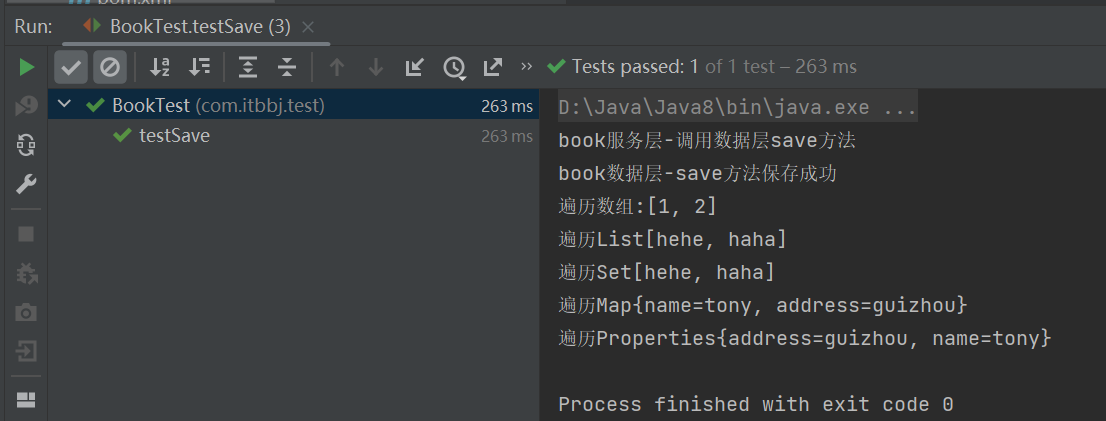 Run: BookTest.testSave (3)
Tests passed: 1 of 1 test – 263 ms
BookTest (com.itbbj.test) 263 ms
testSave 263 ms
D:\Java\Java8\bin\java.exe ...
book服务层-调用数据层save方法
book数据层-save方法保存成功
遍历数组:[1, 2]
遍历List[hehe, haha]
遍历Set[hehe, haha]
遍历Map{name=tony, address=guizhou}
遍历Properties{address=guizhou, name=tony}
Process finished with exit code 0